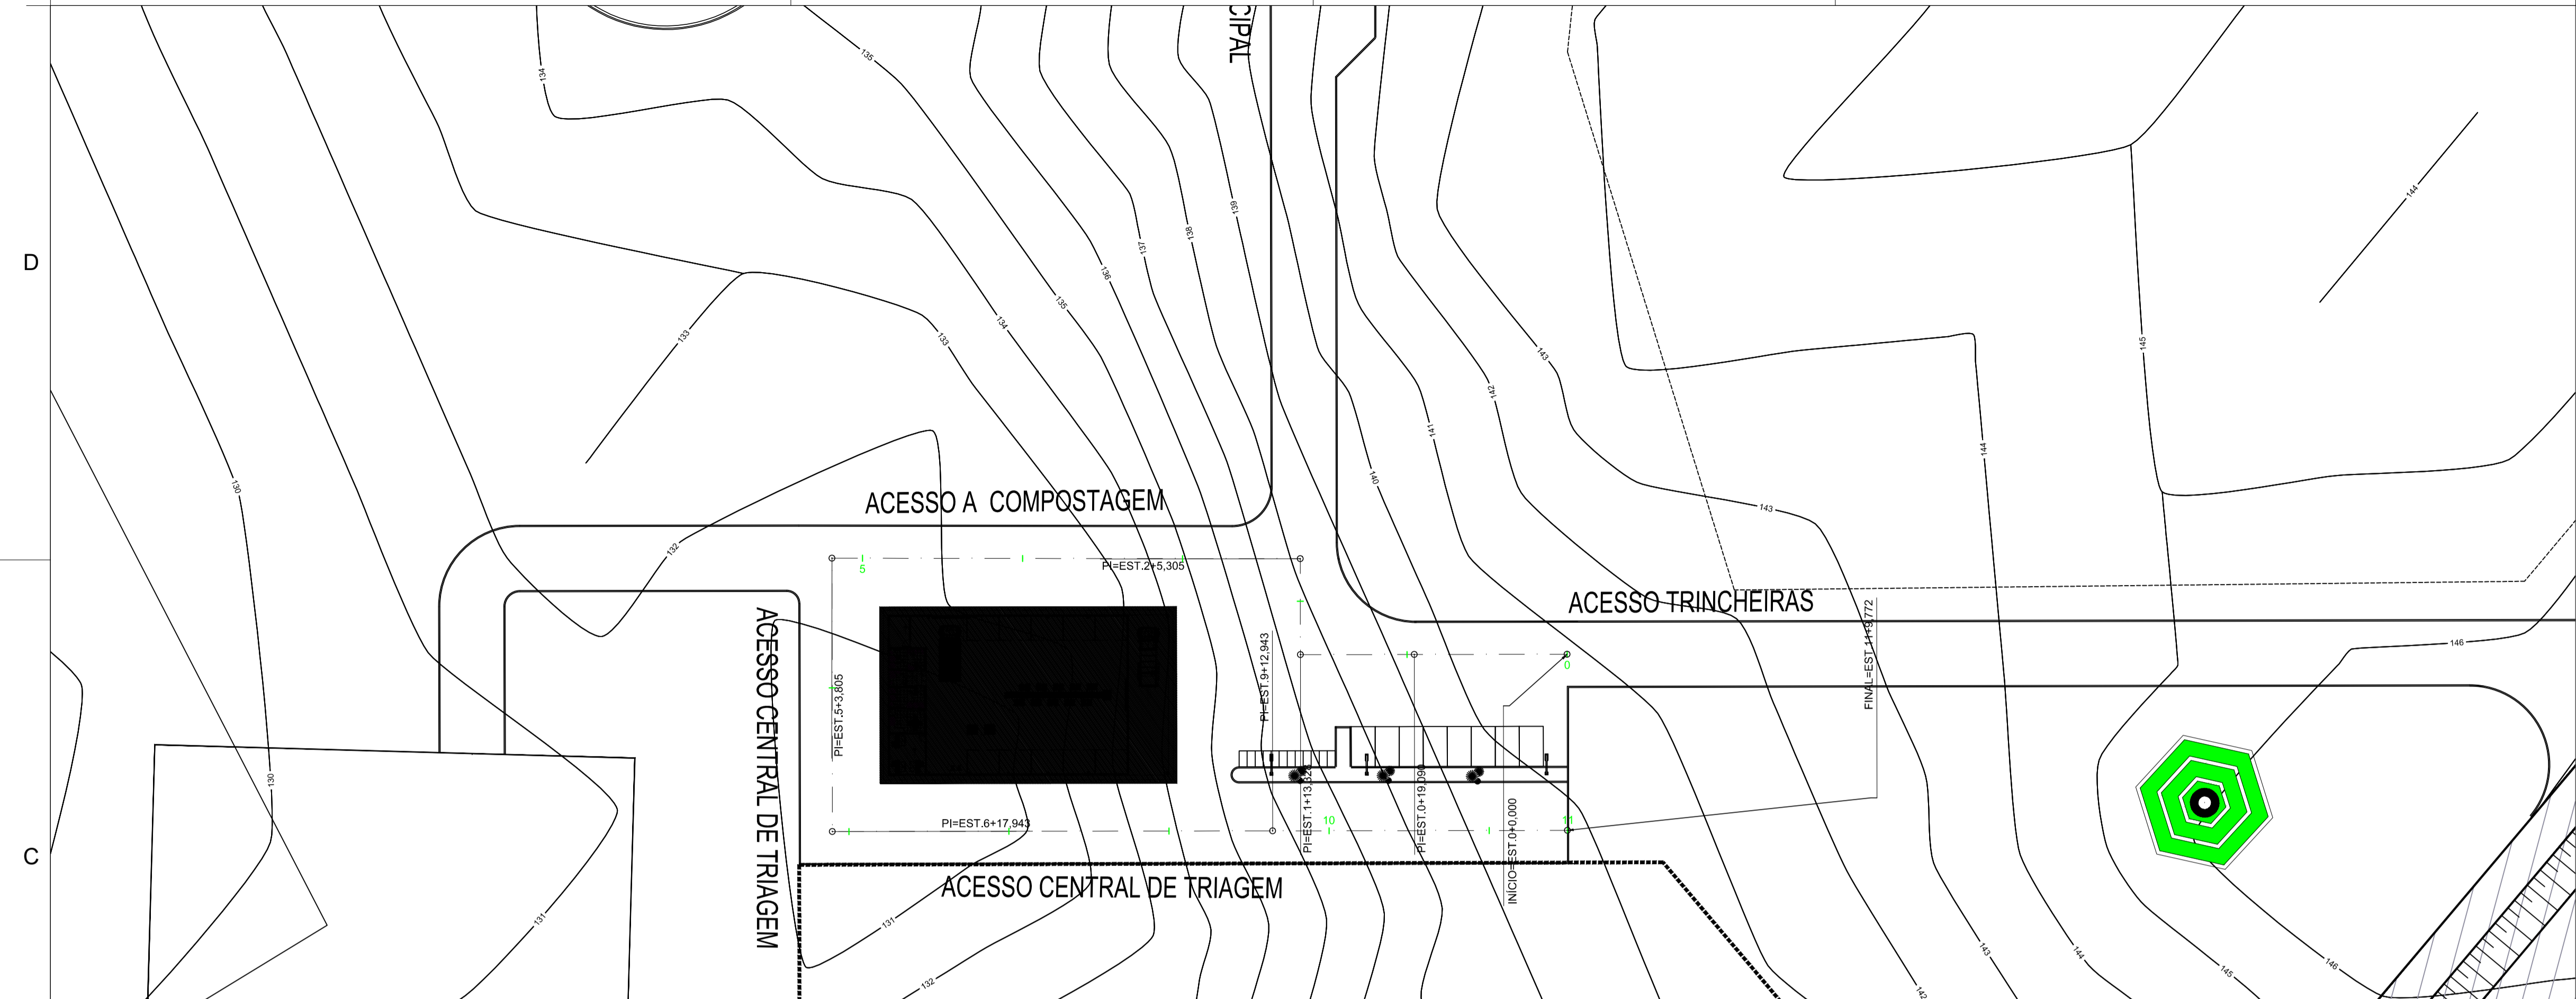 CIPAL
135
134
139
138
137
136
135
134
133
133
132
130
130
131
131
132
D
C
144
145
143
142
141
140
144
143
146
ACESSO A  COMPOSTAGEM
ACESSO TRINCHEIRAS
ACESSO CENTRAL DE TRIAGEM
ACESSO CENTRAL DE TRIAGEM
5
PI=EST.2+5,305
PI=EST.5+3,805
PI=EST.6+17,943
PI=EST.9+12,943
PI=EST.0+19,090
INÍCIO=EST.0+0,000
FINAL=EST.11+9,772
0
10
11
142
143
144
145
146